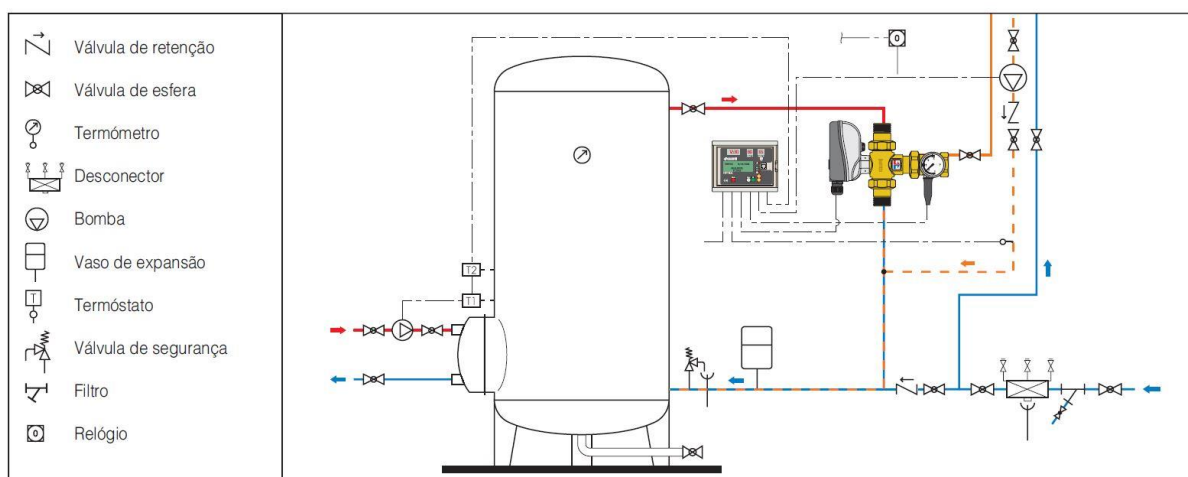 Válvula de retenção
Válvula de esfera
Termómetro
Desconector
Bomba
Vaso de expansão
T
Termóstato
Válvula de segurança
Filtro
Relógio
T2
T1